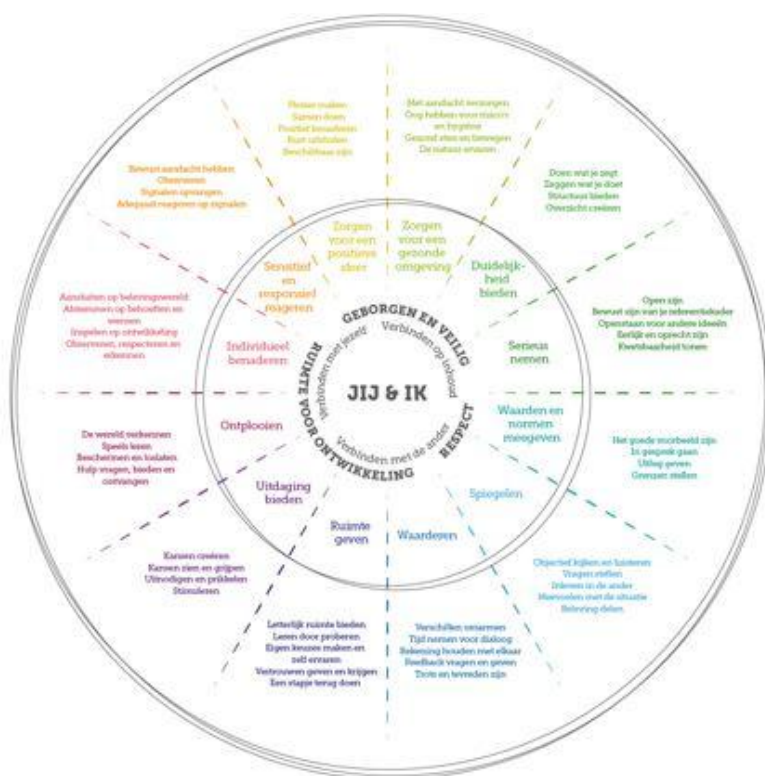 JIJ & IK
Verbinden met jezelf
Verbinden op inhoud
Verbinden met de ander
GEBORGEN EN VEILIG
RESPECT
RUIMTE VOOR ONTWIKKELING
Zorgen
voor een
positieve
sfeer
Plezier maken
Samen doen
Positief benaderen
Rust uitstralen
Beschikbaar zijn
Zorgen
voor een
gezonde
omgeving
Met aandacht verzorgen
Oog hebben voor risico's
en hygiëne
Gezond eten en bewegen
De natuur ervaren
Duidelijk-
heid
bieden
Doen wat je zegt
Zeggen wat je doet
Structuur bieden
Overzicht creëren
Serieus
nemen
Open zijn
Bewust zijn van je referentiekader
Openstaan voor andere ideeën
Eerlijk en oprecht zijn
Kwetsbaarheid tonen
Waarden en
normen
meegeven
Het goede voorbeeld zijn
In gesprek gaan
Uitleg geven
Grenzen stellen
Spiegelen
Objectief kijken en luisteren
Vragen stellen
Inleven in de ander
Meevoelen met de situatie
Beleving delen
Waarderen
Verschillen omarmen
Tijd nemen voor dialoog
Rekening houden met elkaar
Feedback vragen en geven
Trots en tevreden zijn
Ruimte
geven
Letterlijk ruimte bieden
Leren door proberen
Eigen keuzes maken en
zelf ervaren
Vertrouwen geven en krijgen
Een stapje terug doen
Uitdaging
bieden
Kansen creëren
Kansen zien en grijpen
Uitnodigen en prikkelen
Stimuleren
Ontplooien
De wereld verkennen
Speels leren
Beschermen en loslaten
Hulp vragen, bieden en
ontvangen
Individueel
benaderen
Aansluiten op belevingswereld
Afstemmen op behoeften en
wensen
Inspelen op ontwikkeling
Observeren, respecteren en
erkennen
Sensitief
en
responsief
reageren
Bewust aandacht hebben
Observeren
Signalen opvangen
Adequaat reageren op signalen